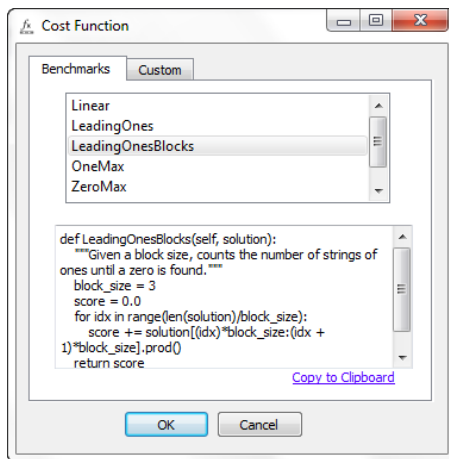 Cost Function
Benchmarks
Custom
Linear
LeadingOnes
LeadingOnesBlocks
OneMax
ZeroMax
def LeadingOnesBlocks(self, solution):
"""Given a block size, counts the number of strings of
ones until a zero is found."""
block_size = 3
score = 0.0
for idx in range(len(solution)/block_size):
score += solution[(idx)*block_size:(idx +
1)*block_size].prod()
return score
Copy to Clipboard
OK
Cancel